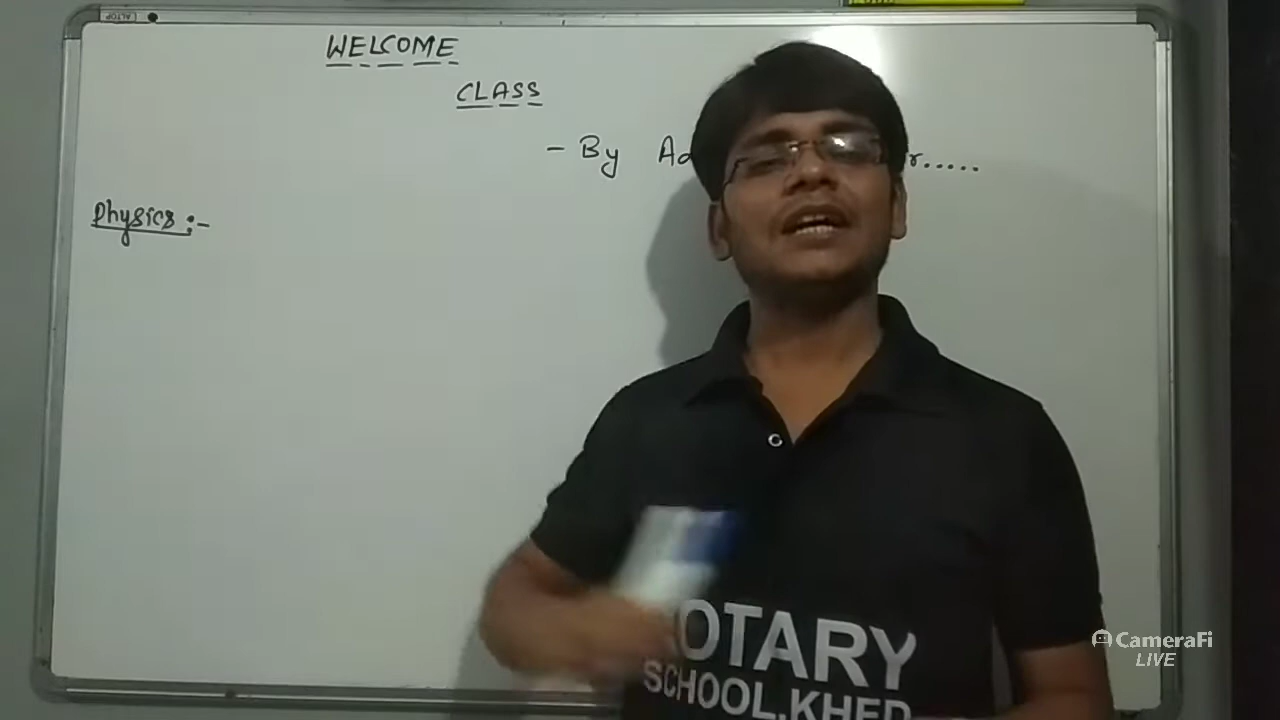 WELCOME
CLASS
- By
Physics :-
OTARY
SCHOOL, KHED
CameraFi
LIVE